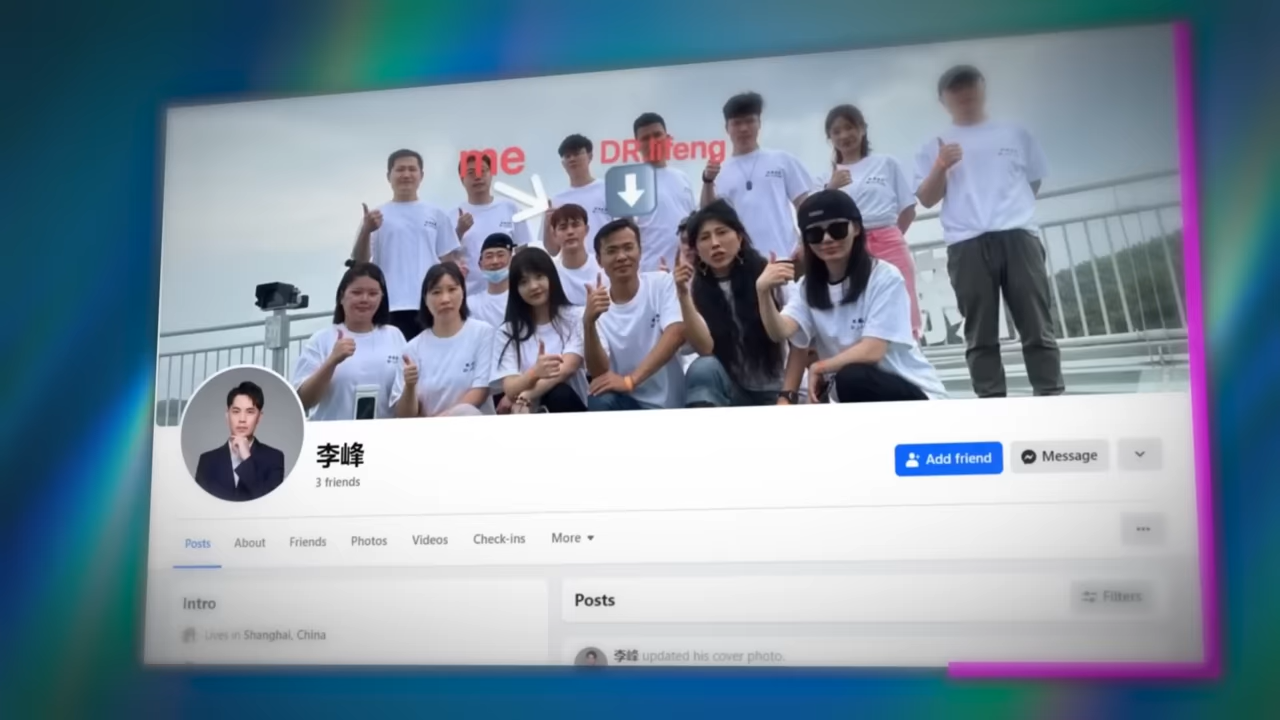 me
DR lifeng
李峰
3 friends
Add friend
Message
Posts
About
Friends
Photos
Videos
Check-ins
More
Intro
Lives in Shanghai, China
Posts
Filters
李峰 updated his cover photo.